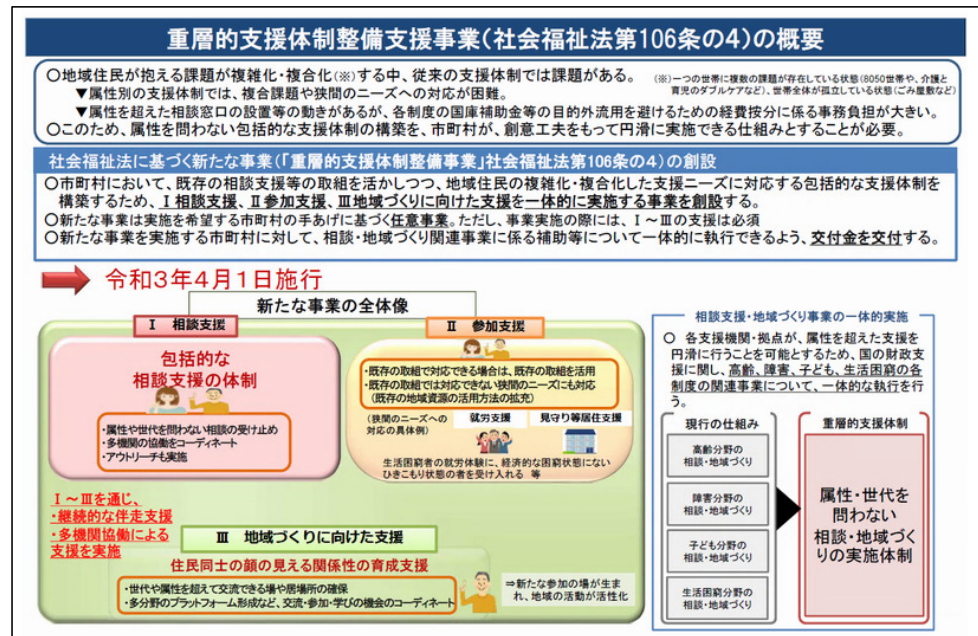 重層的支援体制整備支援事業(社会福祉法第106条の4)の概要
○地域住民が抱える課題が複雑化・複合化(※)する中、従来の支援体制では課題がある。
(※)一つの世帯に複数の課題が存在している状態(8050世帯や、介護と
育児のダブルケアなど)、世帯全体が孤立している状態(ごみ屋敷など)
▼属性別の支援体制では、複合課題や狭間のニーズへの対応が困難。
▼属性を超えた相談窓口の設置等の動きがあるが、各制度の国庫補助金等の目的外流用を避けるための経費按分に係る事務負担が大きい。
○このため、属性を問わない包括的な支援体制の構築を、市町村が、創意工夫をもって円滑に実施できる仕組みとすることが必要。
社会福祉法に基づく新たな事業(「重層的支援体制整備事業」社会福祉法第106条の4)の創設
○市町村において、既存の相談支援等の取組を活かしつつ、地域住民の複雑化・複合化した支援ニーズに対応する包括的な支援体制を
構築するため、Ⅰ相談支援、Ⅱ参加支援、Ⅲ地域づくりに向けた支援を一体的に実施する事業を創設する。
○新たな事業は実施を希望する市町村の手あげに基づく任意事業。ただし、事業実施の際には、Ⅰ～Ⅲの支援は必須
○新たな事業を実施する市町村に対して、相談・地域づくり関連事業に係る補助等について一体的に執行できるよう、交付金を交付する。
令和3年4月1日施行
新たな事業の全体像
Ⅰ 相談支援
包括的な
相談支援の体制
・属性や世代を問わない相談の受け止め
・多機関の協働をコーディネート
・アウトリーチも実施
Ⅱ 参加支援
・既存の取組で対応できる場合は、既存の取組を活用
・既存の取組では対応できない狭間のニーズにも対応
(既存の地域資源の活用方法の拡充)
(狭間のニーズへの
対応の具体例)
就労支援
見守り等居住支援
生活困窮者の就労体験に、経済的な困窮状態にない
ひきこもり状態の者を受け入れる 等
Ⅰ～Ⅲを通じ、
・継続的な伴走支援
・多機関協働による
支援を実施
Ⅲ 地域づくりに向けた支援
住民同士の顔の見える関係性の育成支援
・世代や属性を超えて交流できる場や居場所の確保
・多分野のプラットフォーム形成など、交流・参加・学びの機会のコーディネート
⇒新たな参加の場が生ま
れ、地域の活動が活性化
相談支援・地域づくり事業の一体的実施
○ 各支援機関・拠点が、属性を超えた支援を
円滑に行うことを可能とするため、国の財政支
援に関し、高齢、障害、子ども、生活困窮の各
制度の関連事業について、一体的な執行を行
う。
現行の仕組み
高齢分野の
相談・地域づくり
障害分野の
相談・地域づくり
子ども分野の
相談・地域づくり
生活困窮分野の
相談・地域づくり
重層的支援体制
属性・世代を
問わない
相談・地域づく
りの実施体制